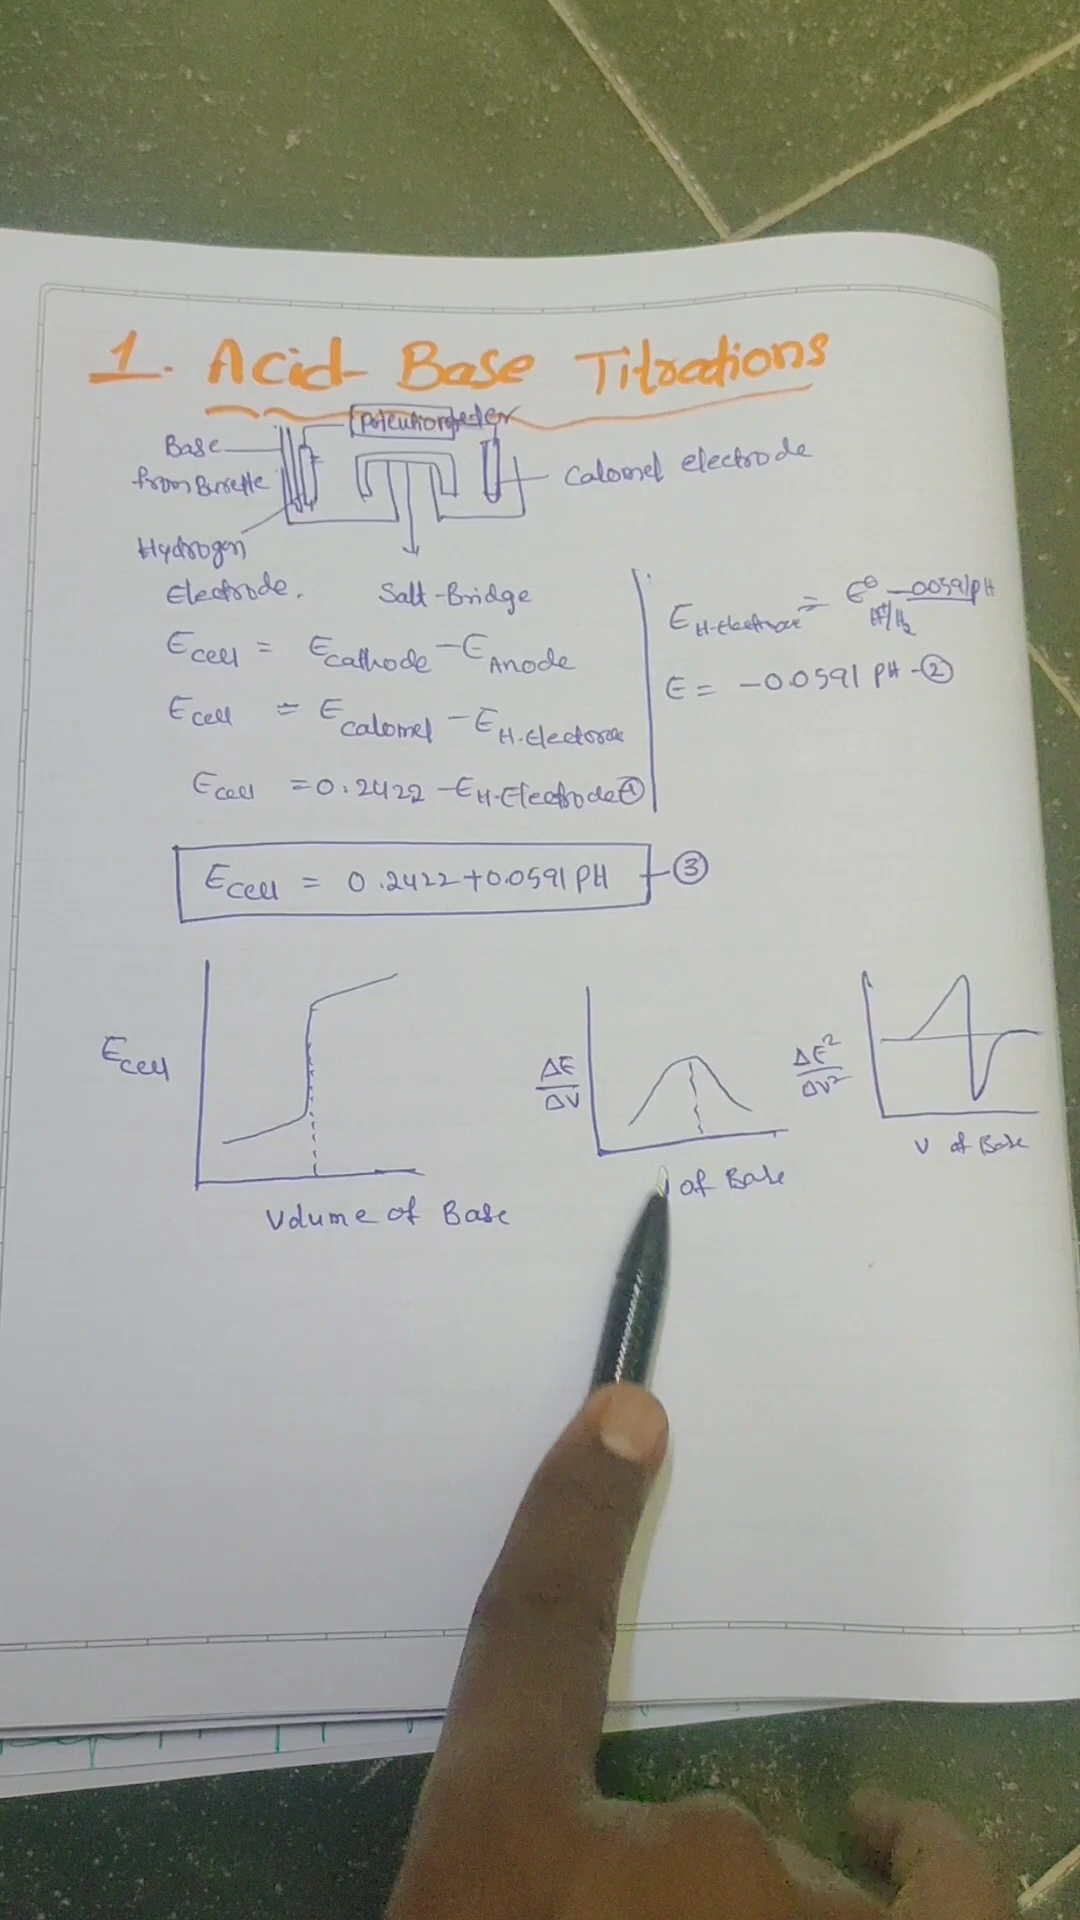 1. Acid-Base Titrations
Potentiometer
Base
from Burette
Calomel electrode
Hydrogen
Electrode.
Salt-Bridge
Ecell = Ecathode - EAnode
Ecell = Ecalomel - EH.Electrode
Ecell = 0.2422 - EH.Electrode ①
EH-Electrode = E⁰H⁺/H₂ - 0.0591 PH
E = -0.0591 PH - ②
Ecell = 0.2422 + 0.0591 PH - ③
Ecell
Volume of Base
ΔE
ΔV
of Base
ΔE²
ΔV²
V of Base